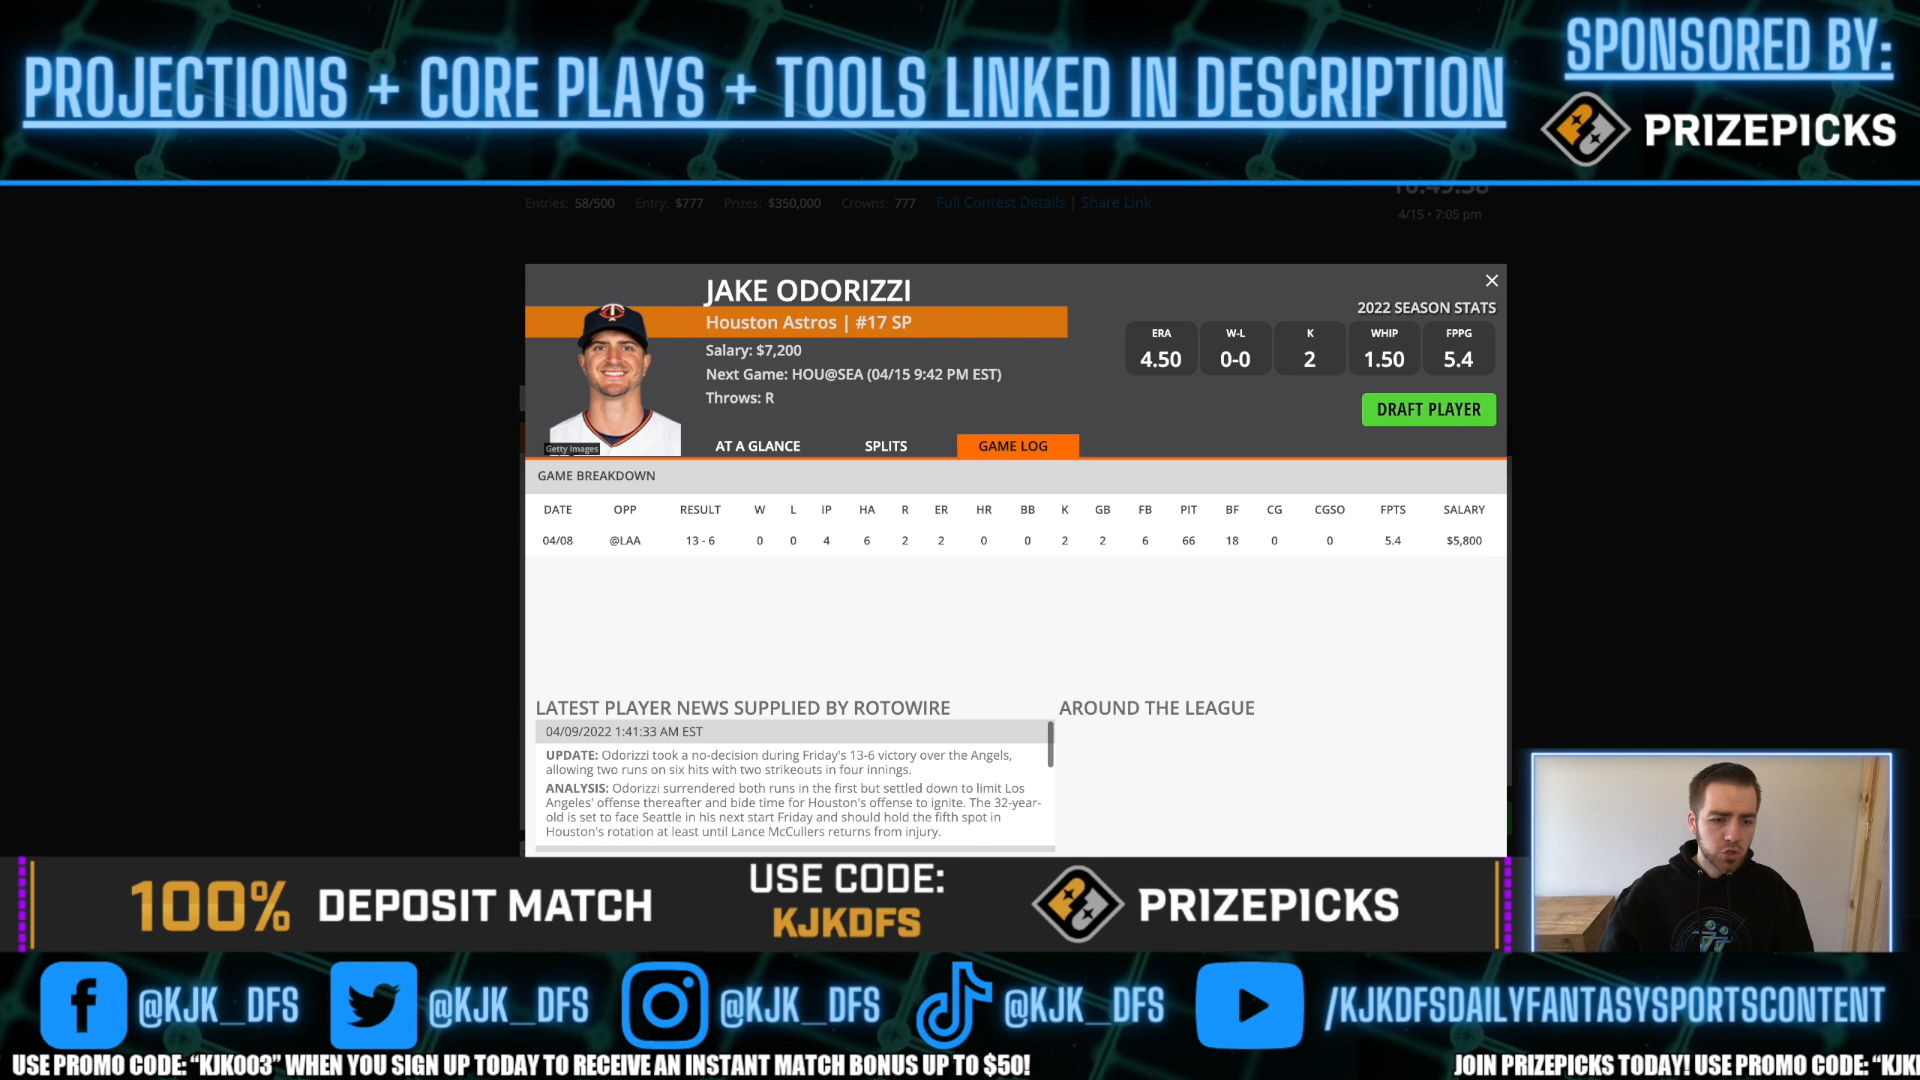 PROJECTIONS + CORE PLAYS + TOOLS LINKED IN DESCRIPTION
SPONSORED BY:
PRIZEPICKS
Entries: 58/500 Entry: $777 Prizes: $350,000 Crowns: 777 Full Contest Details | Share Link
4/15 • 7:05 pm
JAKE ODORIZZI
Houston Astros | #17 SP
Salary: $7,200
Next Game: HOU@SEA (04/15 9:42 PM EST)
Throws: R
Getty Images
2022 SEASON STATS
ERA W-L K WHIP FPPG
4.50 0-0 2 1.50 5.4
DRAFT PLAYER
AT A GLANCE SPLITS GAME LOG
GAME BREAKDOWN
DATE OPP RESULT W L IP HA R ER HR BB K GB FB PIT BF CG CGSO FPTS SALARY
04/08 @LAA 13 - 6 0 0 4 6 2 2 0 0 2 2 6 66 18 0 0 5.4 $5,800
LATEST PLAYER NEWS SUPPLIED BY ROTOWIRE
04/09/2022 1:41:33 AM EST
UPDATE: Odorizzi took a no-decision during Friday's 13-6 victory over the Angels,
allowing two runs on six hits with two strikeouts in four innings.
ANALYSIS: Odorizzi surrendered both runs in the first but settled down to limit Los
Angeles' offense thereafter and bide time for Houston's offense to ignite. The 32-year-
old is set to face Seattle in his next start Friday and should hold the fifth spot in
Houston's rotation at least until Lance McCullers returns from injury.
AROUND THE LEAGUE
100% DEPOSIT MATCH
USE CODE:
KJKDFS
PRIZEPICKS
@KJK_DFS @KJK_DFS @KJK_DFS @KJK_DFS /KJKDFSDAILYFANTASYSPORTSCONTENT
USE PROMO CODE: "KJK003" WHEN YOU SIGN UP TODAY TO RECEIVE AN INSTANT MATCH BONUS UP TO $50!
JOIN PRIZEPICKS TODAY! USE PROMO CODE: "KJK